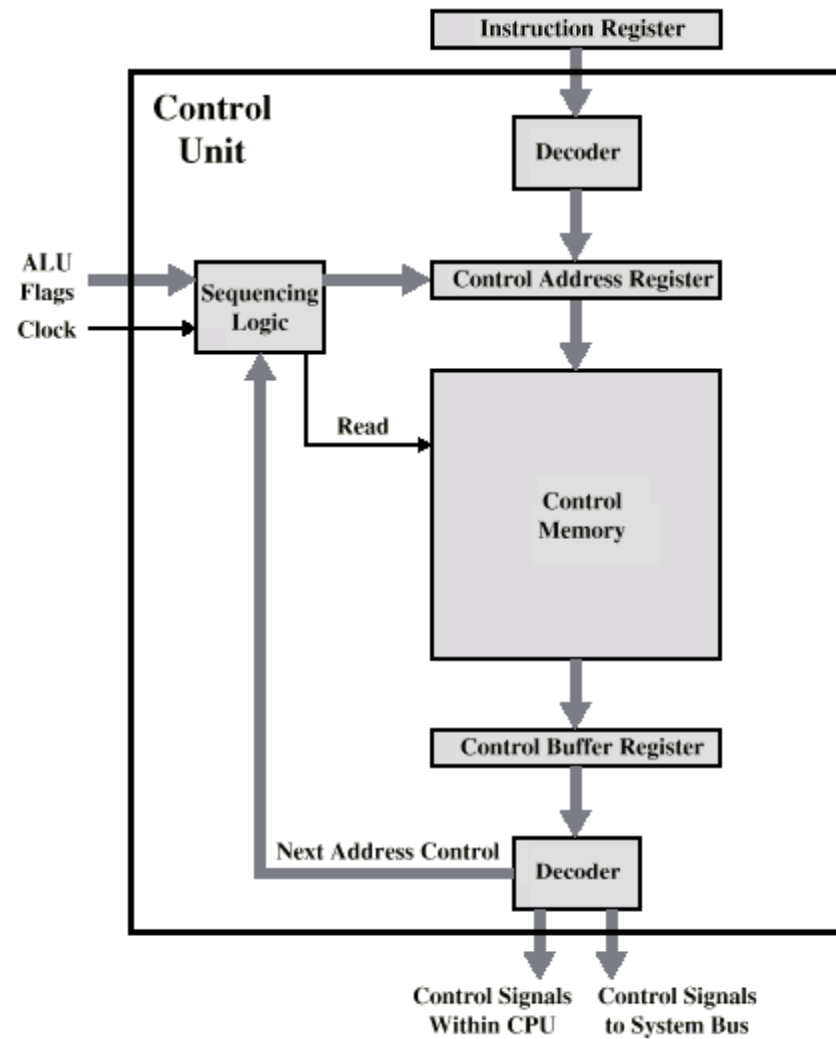 Instruction Register
Control
Unit
Decoder
ALU
Flags
Clock
Sequencing
Logic
Control Address Register
Read
Control
Memory
Control Buffer Register
Next Address Control
Decoder
Control Signals
Within CPU
Control Signals
to System Bus